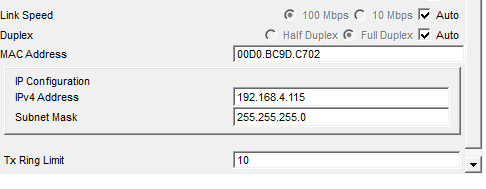 Link Speed 100 Mbps 10 Mbps Auto
Duplex Half Duplex Full Duplex Auto
MAC Address 00D0.BC9D.C702
IP Configuration
IPv4 Address 192.168.4.115
Subnet Mask 255.255.255.0
Tx Ring Limit 10